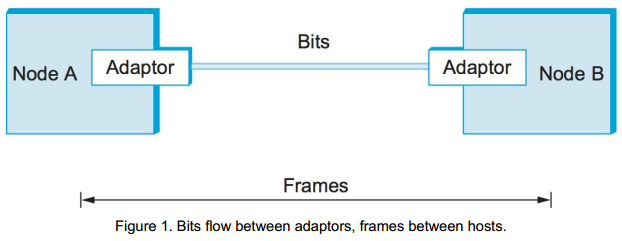 Bits
Node A
Adaptor
Adaptor
Node B
Frames
Figure 1. Bits flow between adaptors, frames between hosts.